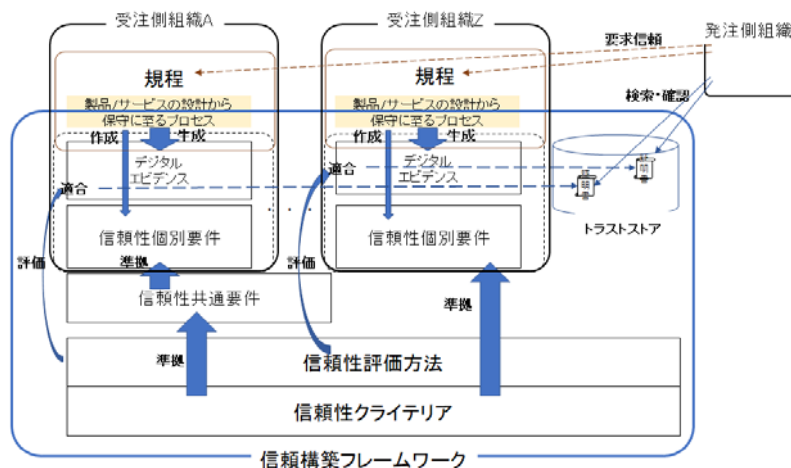 受注側組織A
受注側組織Z
発注側組織
要求信頼
規程
規程
検索・確認
製品/サービスの設計から
保守に至るプロセス
製品/サービスの設計から
保守に至るプロセス
作成
生成
作成
生成
デジタル
エビデンス
デジタル
エビデンス
適合
適合
証明書
証明書
トラストストア
・・・
信頼性個別要件
信頼性個別要件
評価
準拠
評価
信頼性共通要件
準拠
準拠
信頼性評価方法
信頼性クライテリア
信頼構築フレームワーク